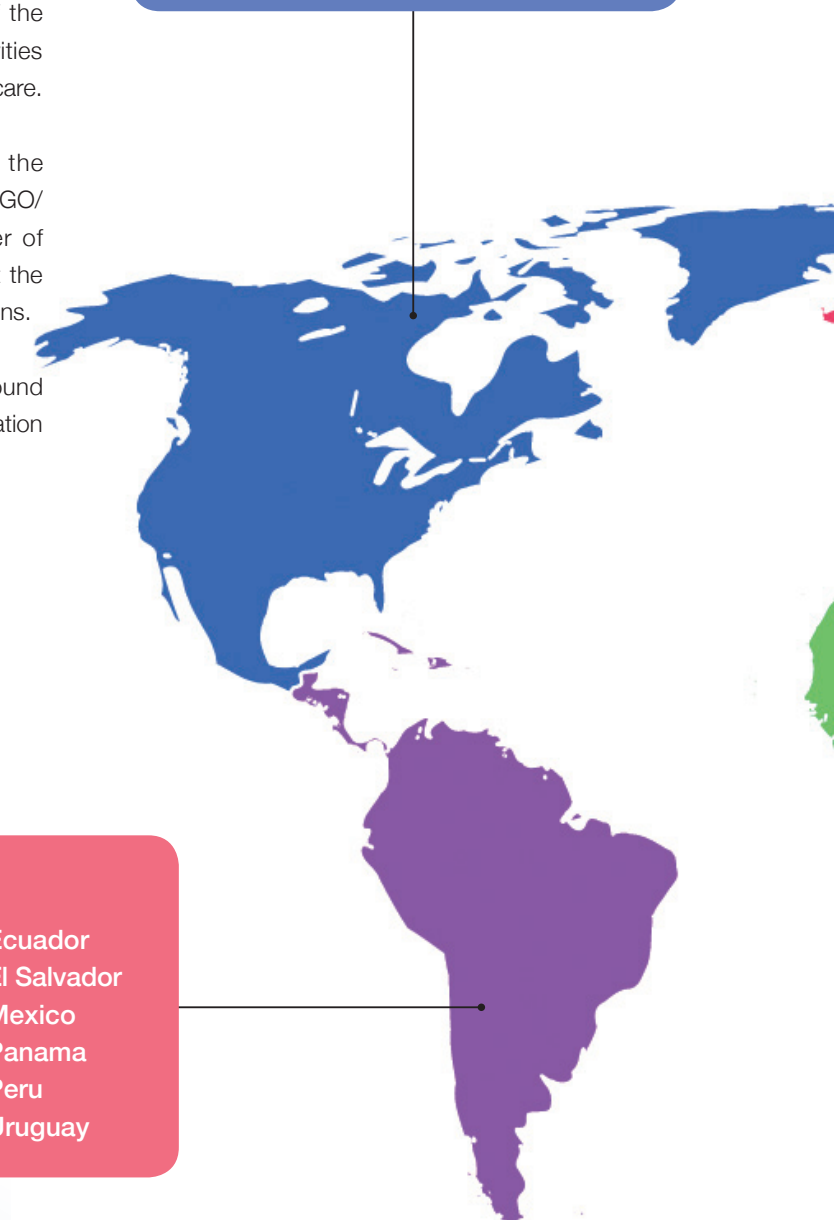 the
ities
care.
the
GO/
er of
t the
ns.
ound
ation
Ecuador
El Salvador
Mexico
Panama
Peru
Uruguay